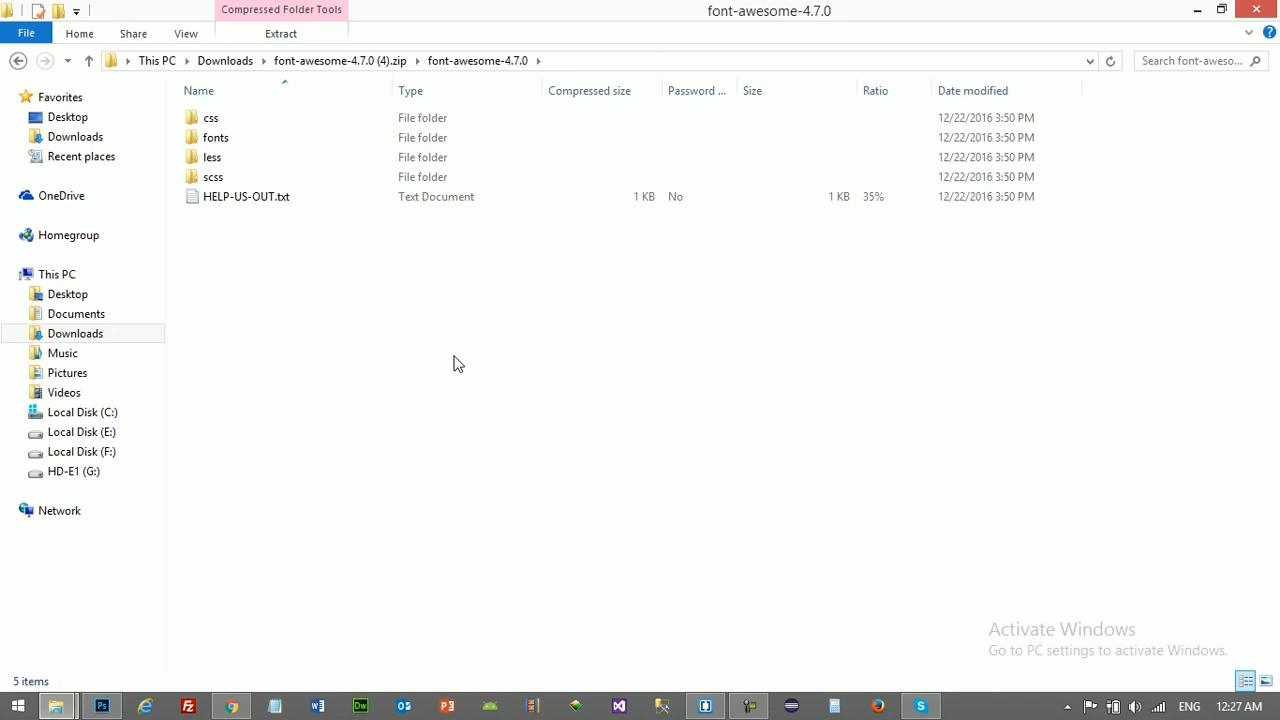 Compressed Folder Tools
font-awesome-4.7.0
File Home Share View Extract
This PC Downloads font-awesome-4.7.0 (4).zip font-awesome-4.7.0
Search font-aweso...
Name Type Compressed size Password ... Size Ratio Date modified
css File folder 12/22/2016 3:50 PM
fonts File folder 12/22/2016 3:50 PM
less File folder 12/22/2016 3:50 PM
scss File folder 12/22/2016 3:50 PM
HELP-US-OUT.txt Text Document 1 KB No 1 KB 35% 12/22/2016 3:50 PM
Favorites
Desktop
Downloads
Recent places
OneDrive
Homegroup
This PC
Desktop
Documents
Downloads
Music
Pictures
Videos
Local Disk (C:)
Local Disk (E:)
Local Disk (F:)
HD-E1 (G:)
Network
Activate Windows
Go to PC settings to activate Windows.
5 items
ENG 12:27 AM